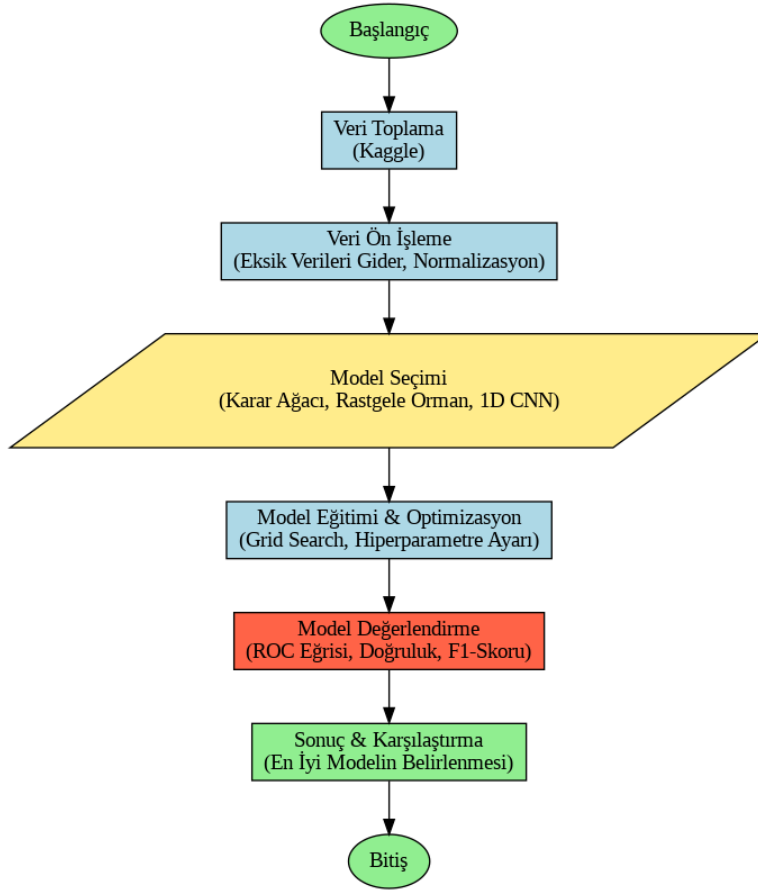 Başlangıç
Veri Toplama
(Kaggle)
Veri Ön İşleme
(Eksik Verileri Gider, Normalizasyon)
Model Seçimi
(Karar Ağacı, Rastgele Orman, 1D CNN)
Model Eğitimi & Optimizasyon
(Grid Search, Hiperparametre Ayarı)
Model Değerlendirme
(ROC Eğrisi, Doğruluk, F1-Skoru)
Sonuç & Karşılaştırma
(En İyi Modelin Belirlenmesi)
Bitiş